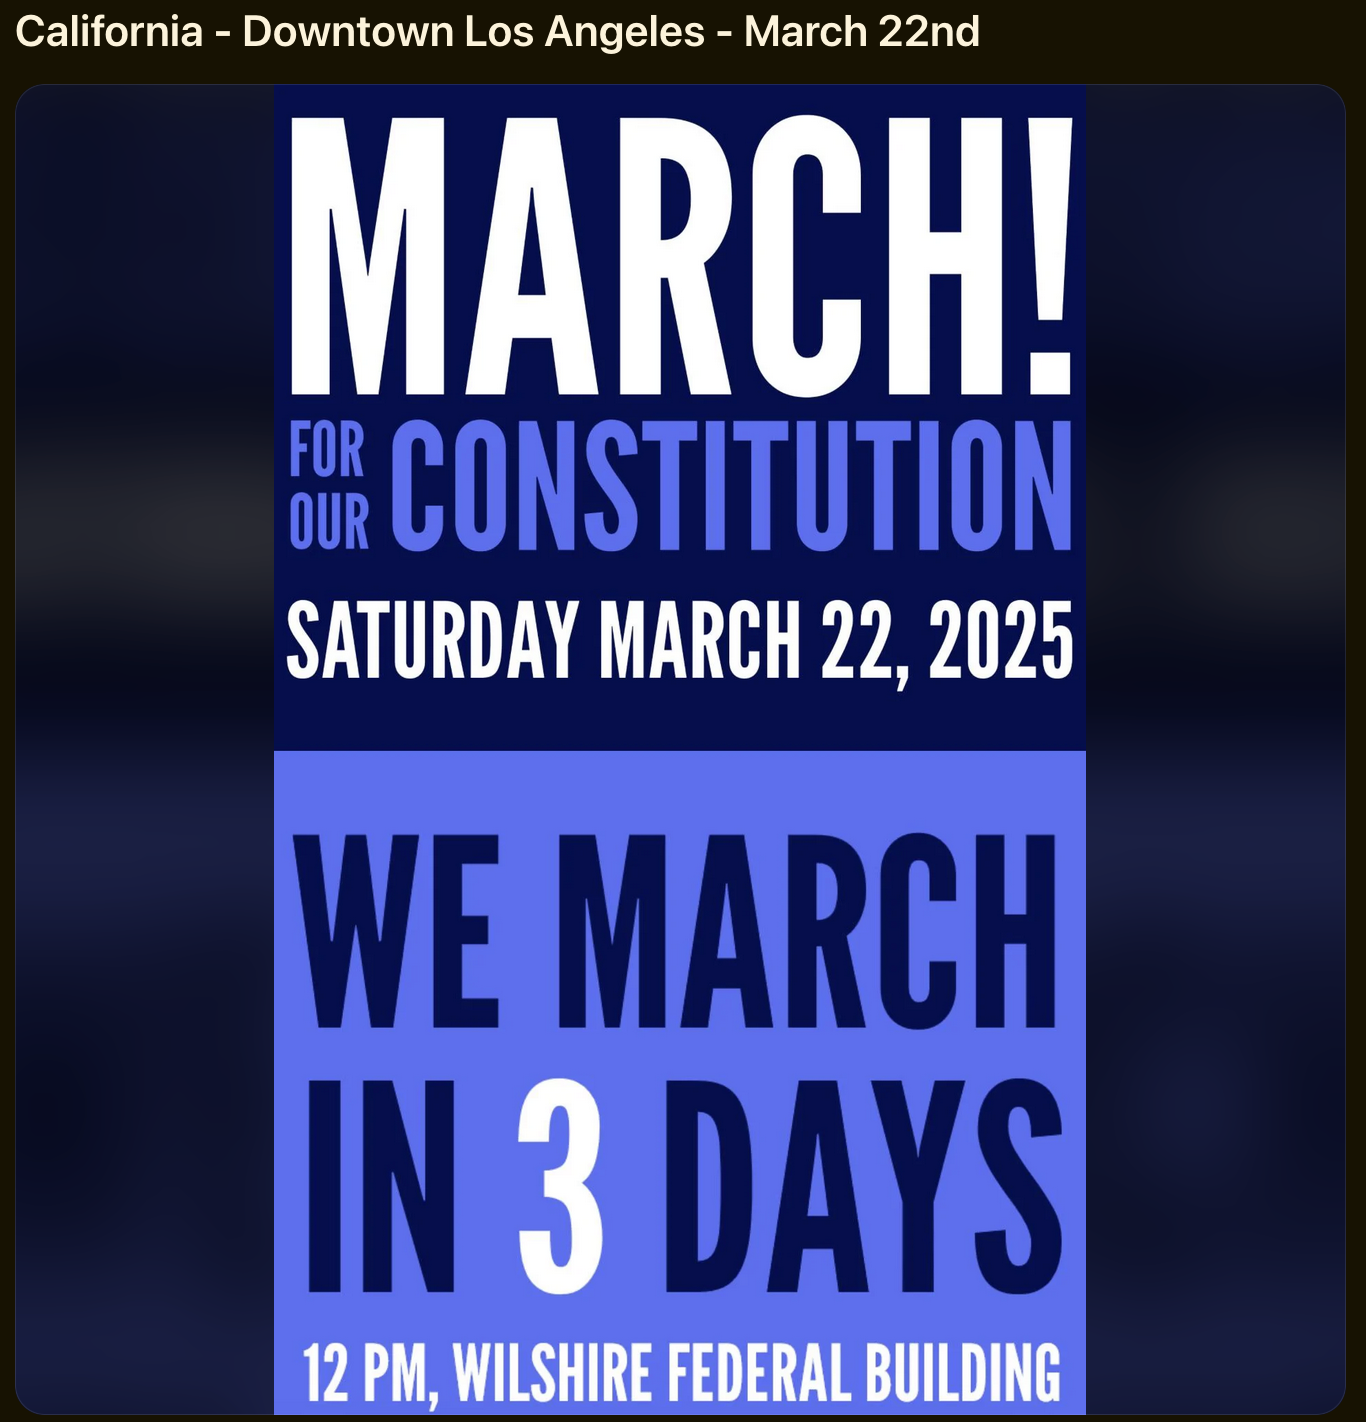 California - Downtown Los Angeles - March 22nd
MARCH!
FOR OUR CONSTITUTION
SATURDAY MARCH 22, 2025
WE MARCH
IN 3 DAYS
12 PM, WILSHIRE FEDERAL BUILDING